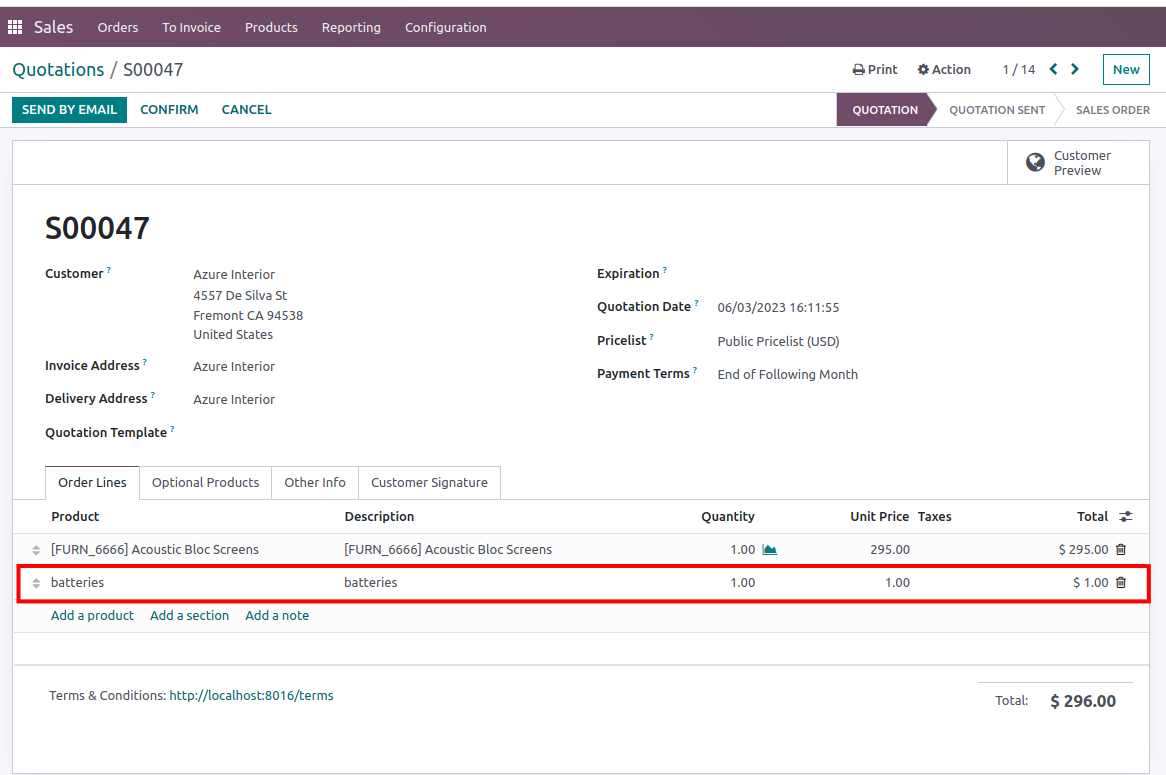 Sales Orders To Invoice Products Reporting Configuration
Quotations / S00047 Print Action 1 / 14 New
SEND BY EMAIL CONFIRM CANCEL QUOTATION QUOTATION SENT SALES ORDER
Customer
Preview
S00047
Customer ? Azure Interior Expiration ?
4557 De Silva St
Fremont CA 94538
United States
Quotation Date ? 06/03/2023 16:11:55
Pricelist ? Public Pricelist (USD)
Invoice Address ? Azure Interior Payment Terms ? End of Following Month
Delivery Address ? Azure Interior
Quotation Template ?
Order Lines Optional Products Other Info Customer Signature
Product Description Quantity Unit Price Taxes Total
[FURN_6666] Acoustic Bloc Screens [FURN_6666] Acoustic Bloc Screens 1.00 295.00 $ 295.00
batteries batteries 1.00 1.00 $ 1.00
Add a product Add a section Add a note
Terms & Conditions: http://localhost:8016/terms Total: $ 296.00